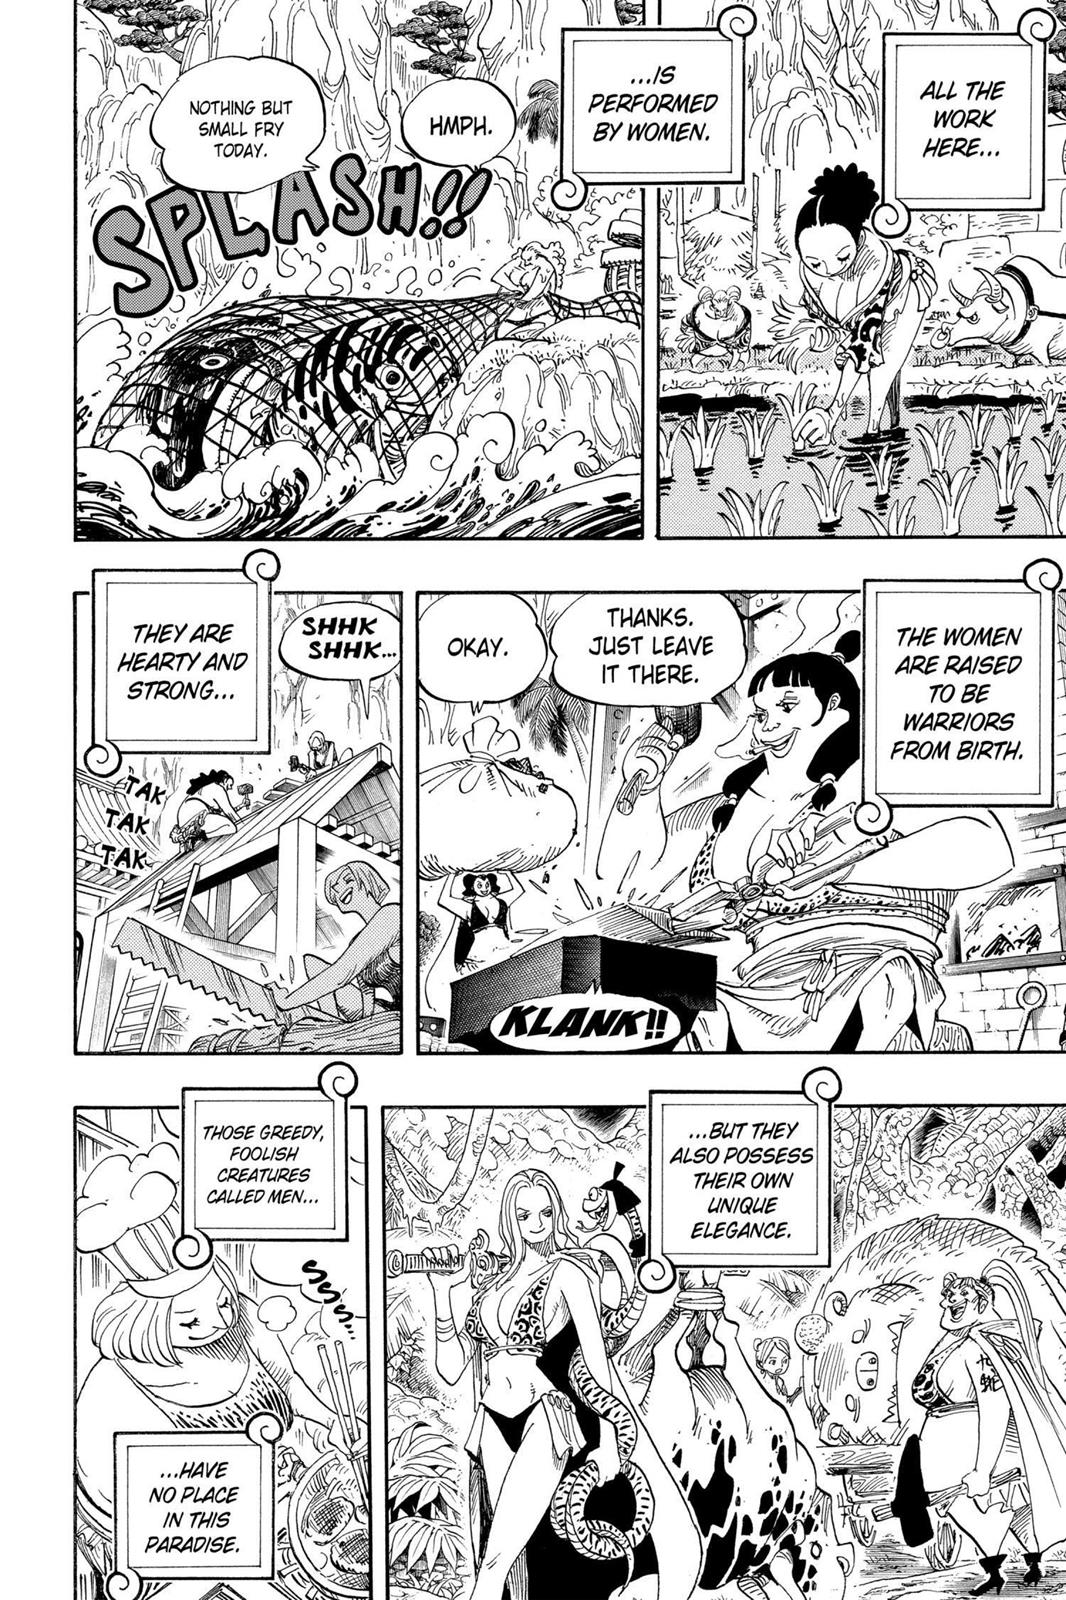 ALL THE
WORK
HERE...
...IS
PERFORMED
BY WOMEN.
HMPH.
NOTHING BUT
SMALL FRY
TODAY.
SPLASH!!
THE WOMEN
ARE RAISED
TO BE
WARRIORS
FROM BIRTH.
THANKS.
JUST LEAVE
IT THERE.
OKAY.
KLANK!!
SHHK
SHHK...
THEY ARE
HEARTY AND
STRONG...
TAK
TAK
TAK
...BUT THEY
ALSO POSSESS
THEIR OWN
UNIQUE
ELEGANCE.
九
蛇
THOSE GREEDY,
FOOLISH
CREATURES
CALLED MEN...
SSSS...
...HAVE
NO PLACE
IN THIS
PARADISE.